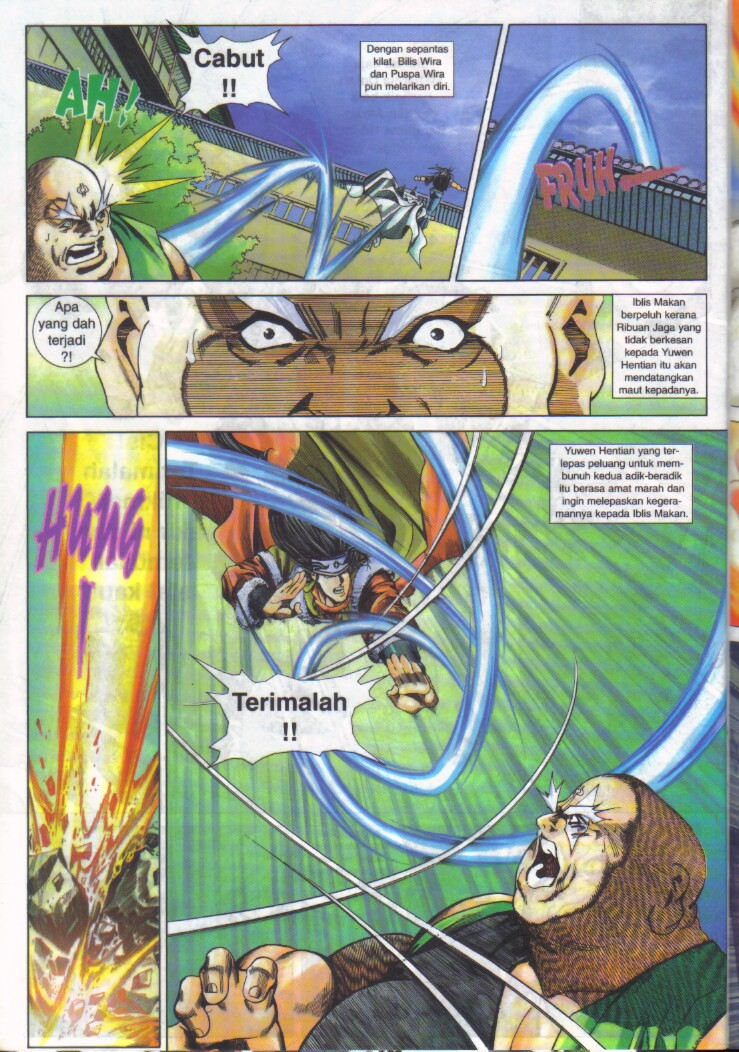 Cabut
!!
Dengan sepantas
kilat, Bilis Wira
dan Puspa Wira
pun melarikan diri.
AH!
FRUH
Apa
yang dah
terjadi
?!
Iblis Makan
berpeluh kerana
Ribuan Jaga yang
tidak berkesan
kepada Yuwen
Hentian itu akan
mendatangkan
maut kepadanya.
HUNG
!
Yuwen Hentian yang ter-
lepas peluang untuk mem-
bunuh kedua adik-beradik
itu berasa amat marah dan
ingin melepaskan kegera-
mannya kepada Iblis Makan.
Terimalah
!!